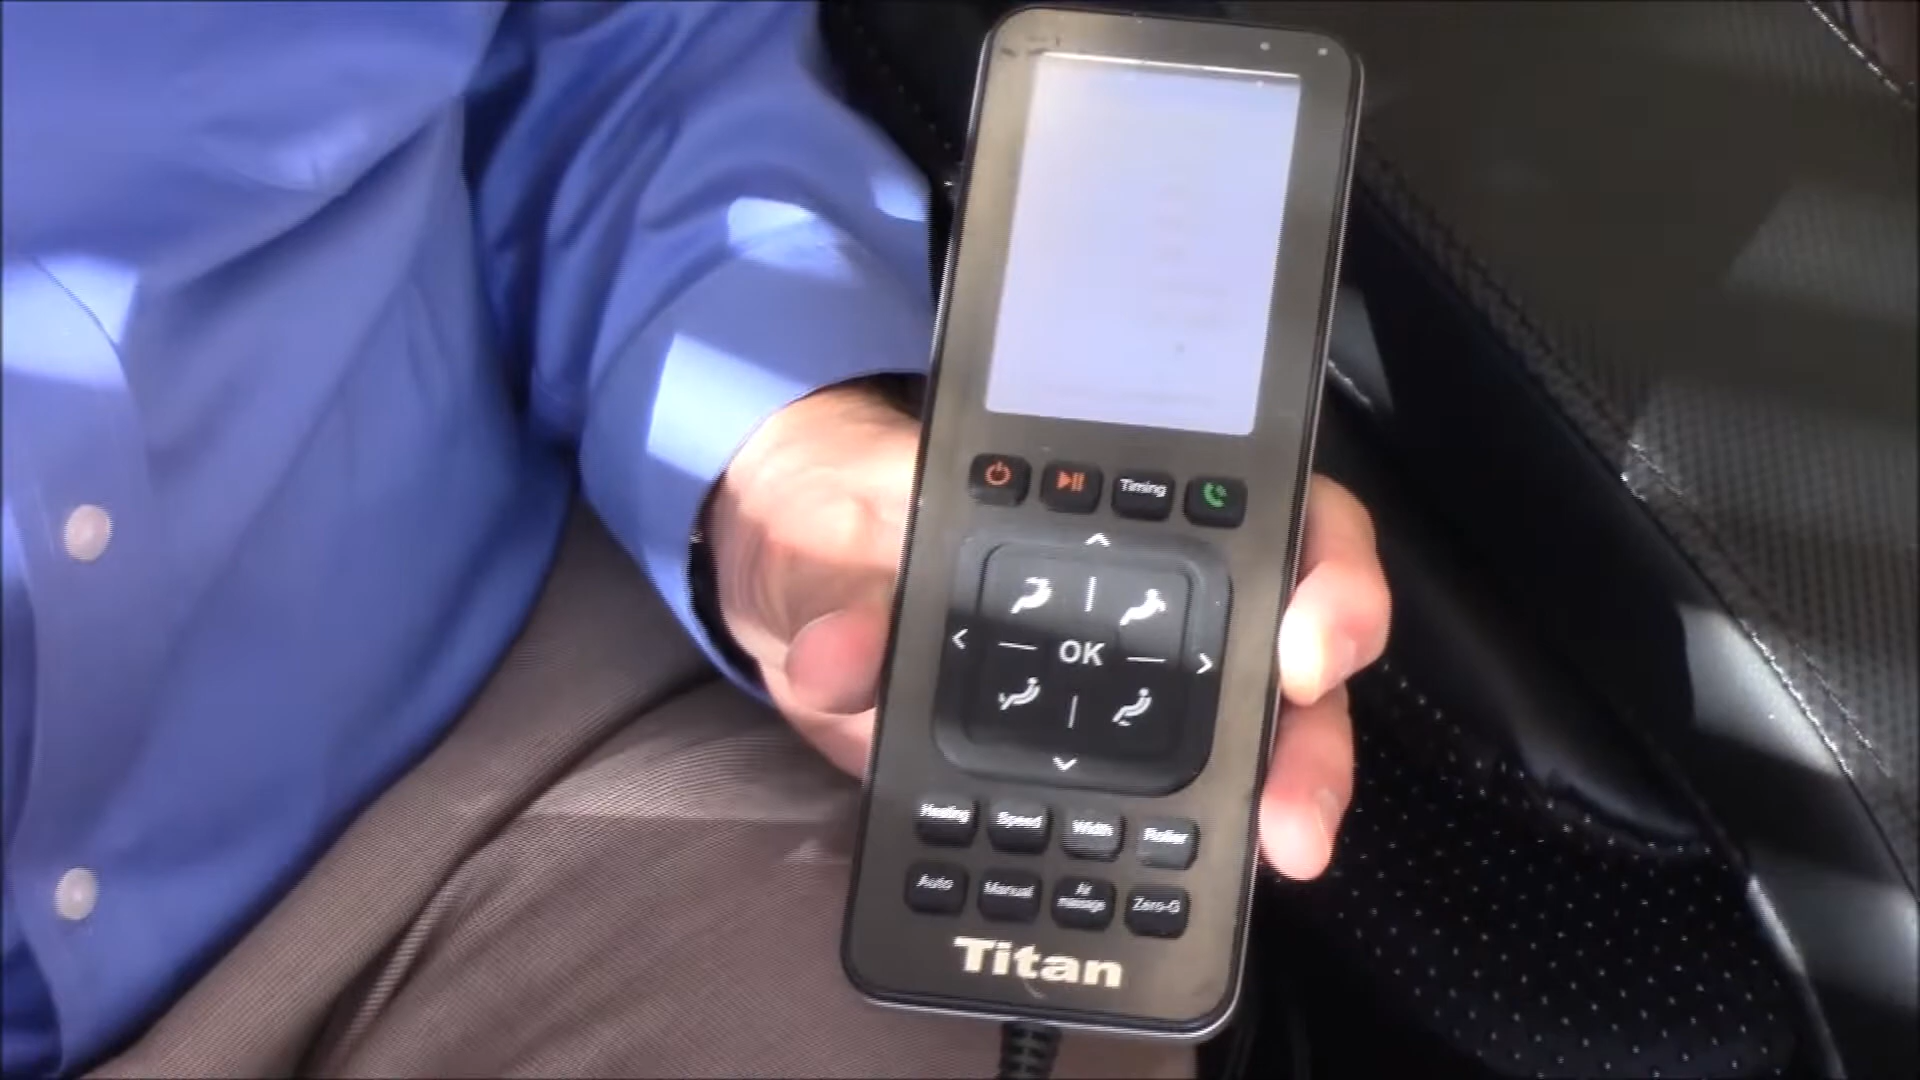 Timing
OK
Heating Speed Width Roller
Auto Manual Air massage Zero-G
Titan